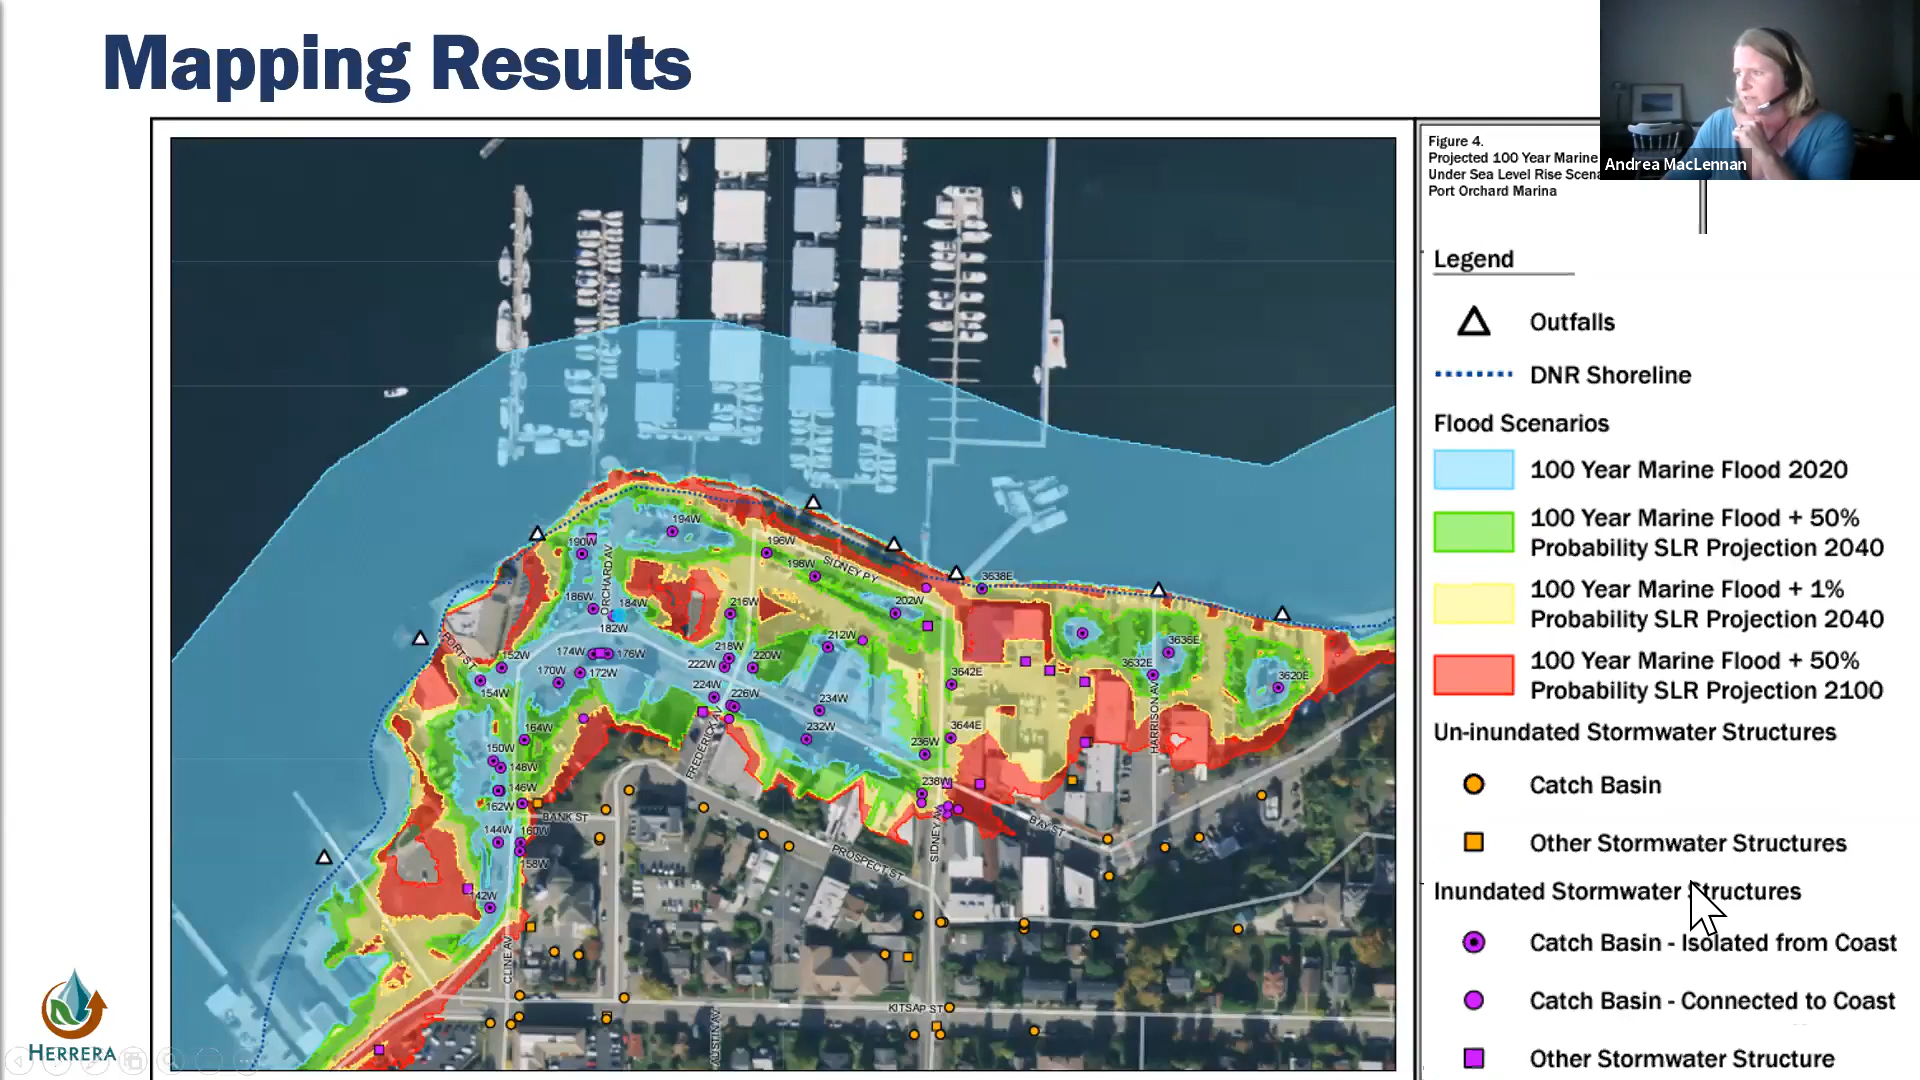 Mapping Results
Andrea MacLennan
Figure 4.
Projected 100 Year Marine
Under Sea Level Rise Scena
Port Orchard Marina
Legend
Outfalls
DNR Shoreline
Flood Scenarios
100 Year Marine Flood 2020
100 Year Marine Flood + 50%
Probability SLR Projection 2040
100 Year Marine Flood + 1%
Probability SLR Projection 2040
100 Year Marine Flood + 50%
Probability SLR Projection 2100
Un-inundated Stormwater Structures
Catch Basin
Other Stormwater Structures
Inundated Stormwater Structures
Catch Basin - Isolated from Coast
Catch Basin - Connected to Coast
Other Stormwater Structure
194W
190W
196W
198W
SIDNEY PY
ORCHARD AV
3638E
186W
184W
216W
202W
182W
212W
PORT ST
152W
174W
176W
218W
220W
222W
170W
172W
154W
224W
226W
234W
232W
3642E
3636E
3632E
3620E
HARRISON AV
164W
FREDERICK AV
150W
148W
236W
3644E
146W
162W
238W
BANK ST
144W
160W
158W
SIDNEY AV
BAY ST
PROSPECT ST
142W
CLINE AV
KITSAP ST
AUSTIN AV
HERRERA